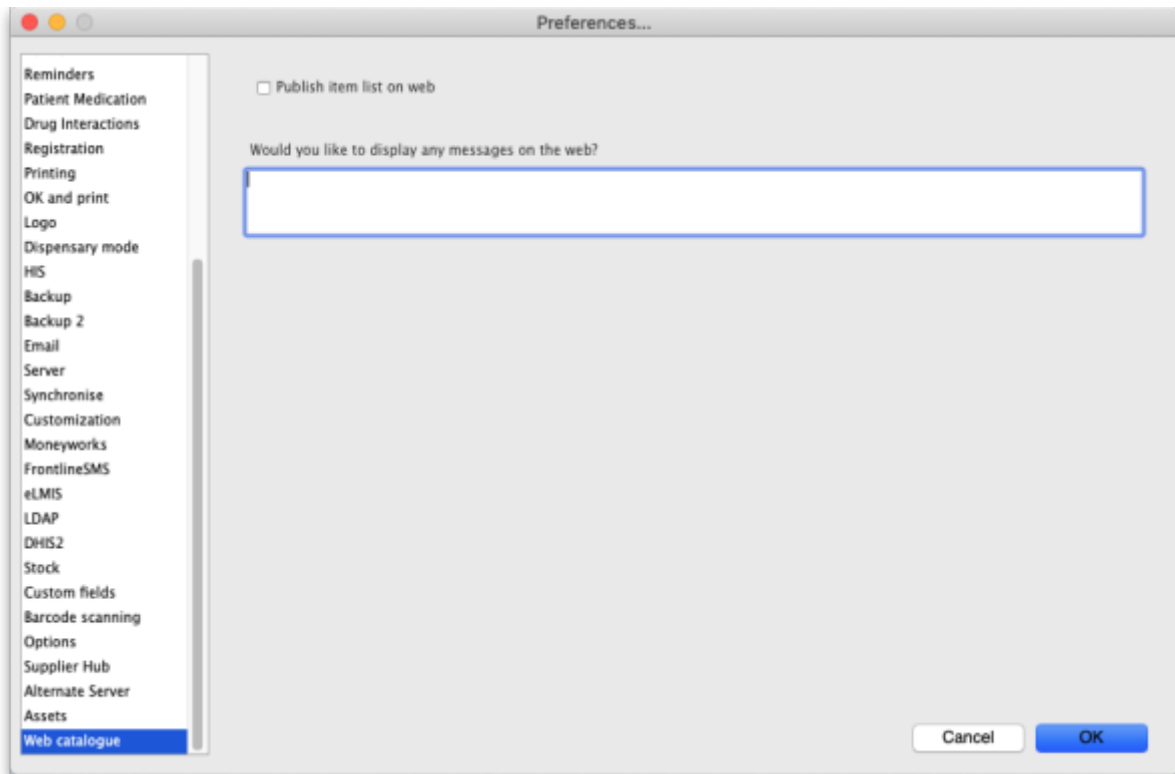 Preferences...
Reminders
Patient Medication
Drug Interactions
Registration
Printing
OK and print
Logo
Dispensary mode
HIS
Backup
Backup 2
Email
Server
Synchronise
Customization
Moneyworks
FrontlineSMS
eLMIS
LDAP
DHIS2
Stock
Custom fields
Barcode scanning
Options
Supplier Hub
Alternate Server
Assets
Web catalogue
Publish item list on web
Would you like to display any messages on the web?
Cancel
OK